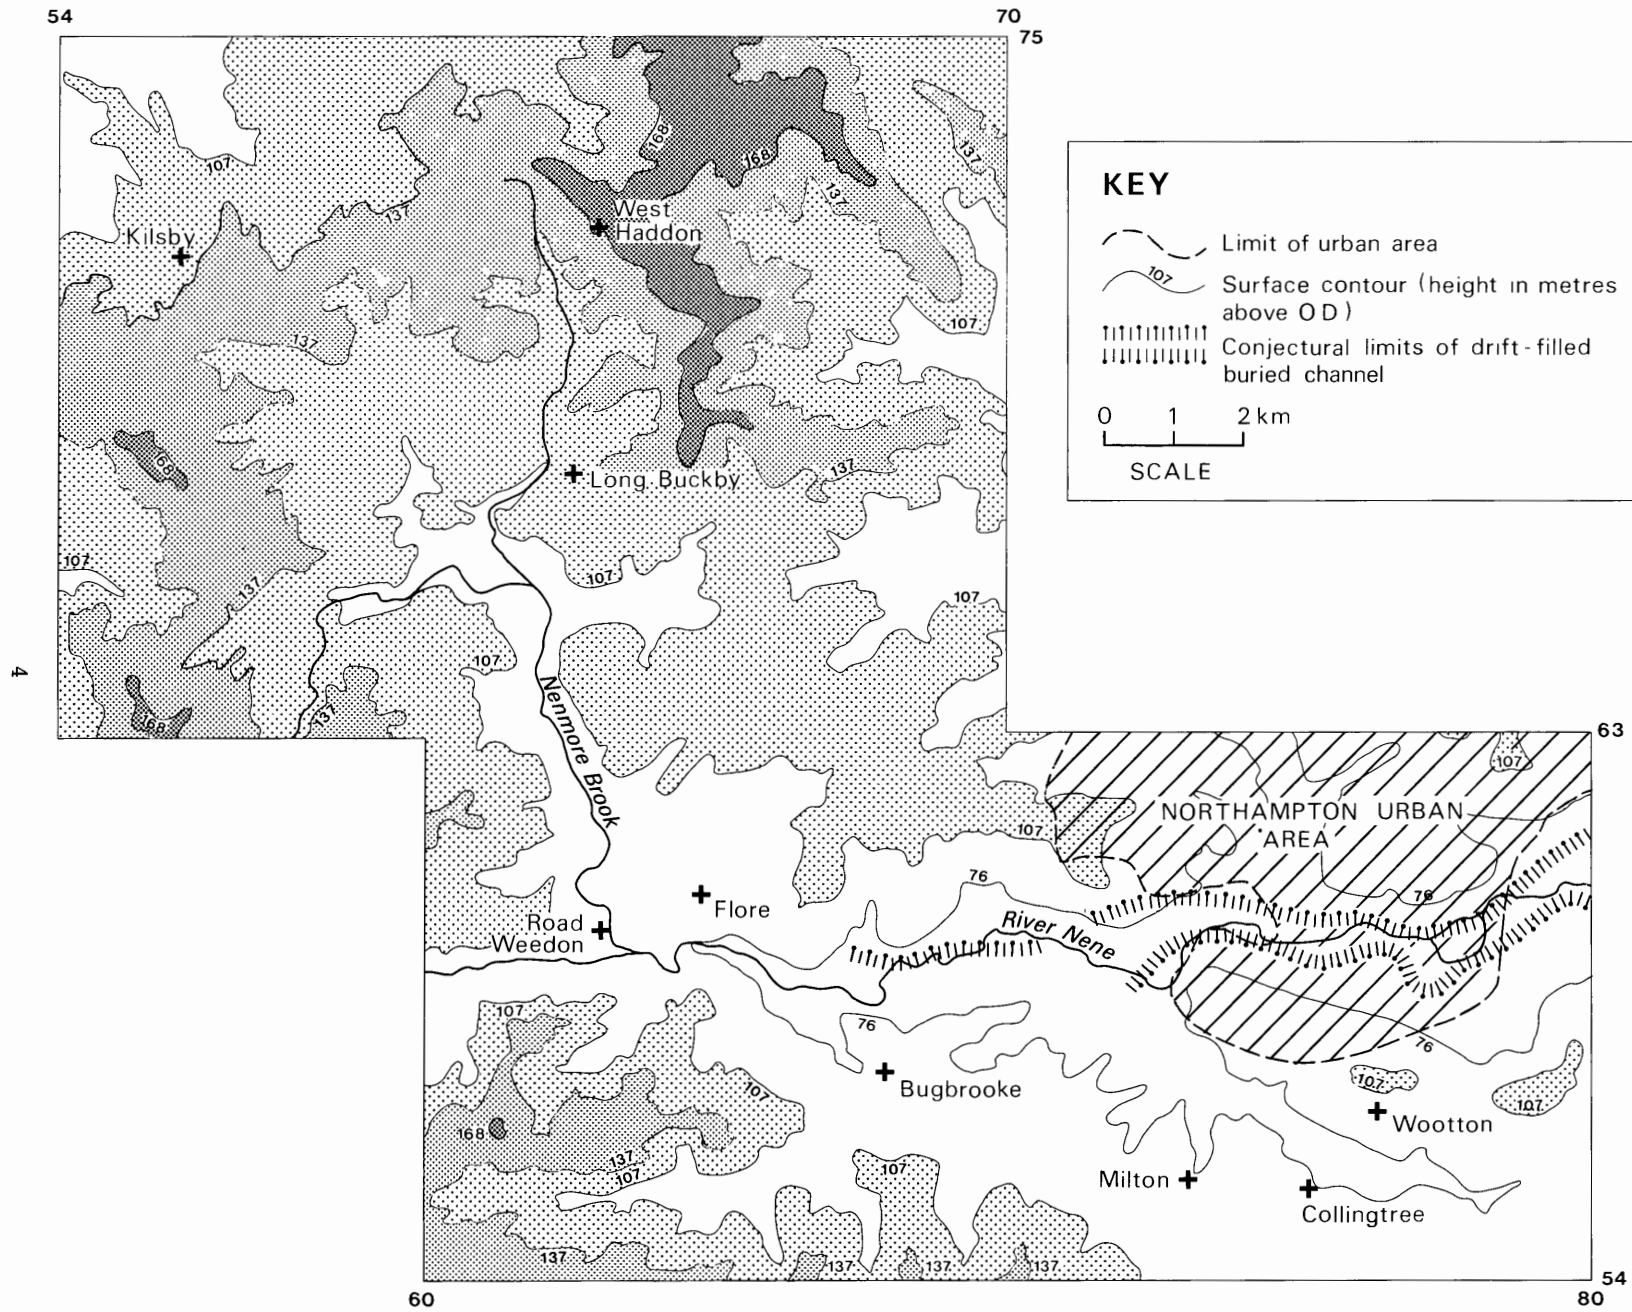 54
70
75
107
168
168
137
137
137
West
Haddon
Kilsby
107
137
137
168
Long Buckby
107
107
137
107
107
137
168
Nenmore Brook
4
KEY
Limit of urban area
107
Surface contour (height in metres
above O D)
Conjectural limits of drift-filled
buried channel
0 1 2 km
SCALE
63
107
NORTHAMPTON URBAN
AREA
107
76
76
Flore
River Nene
Road
Weedon
107
76
76
Bugbrooke
107
107
107
Wootton
168
137
107
107
Milton
Collingtree
137
137
137
137
54
60
80